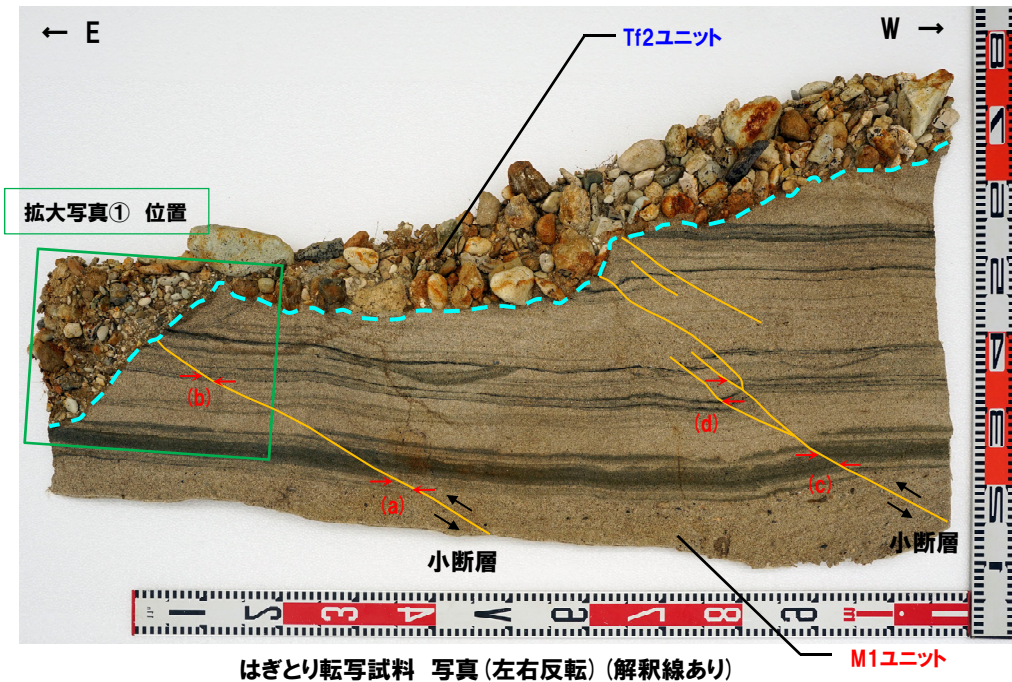 ← E
W →
Tf2ユニット
拡大写真① 位置
(b)
(d)
(a)
(c)
小断層
小断層
M1ユニット
はぎとり転写試料 写真(左右反転)(解釈線あり)